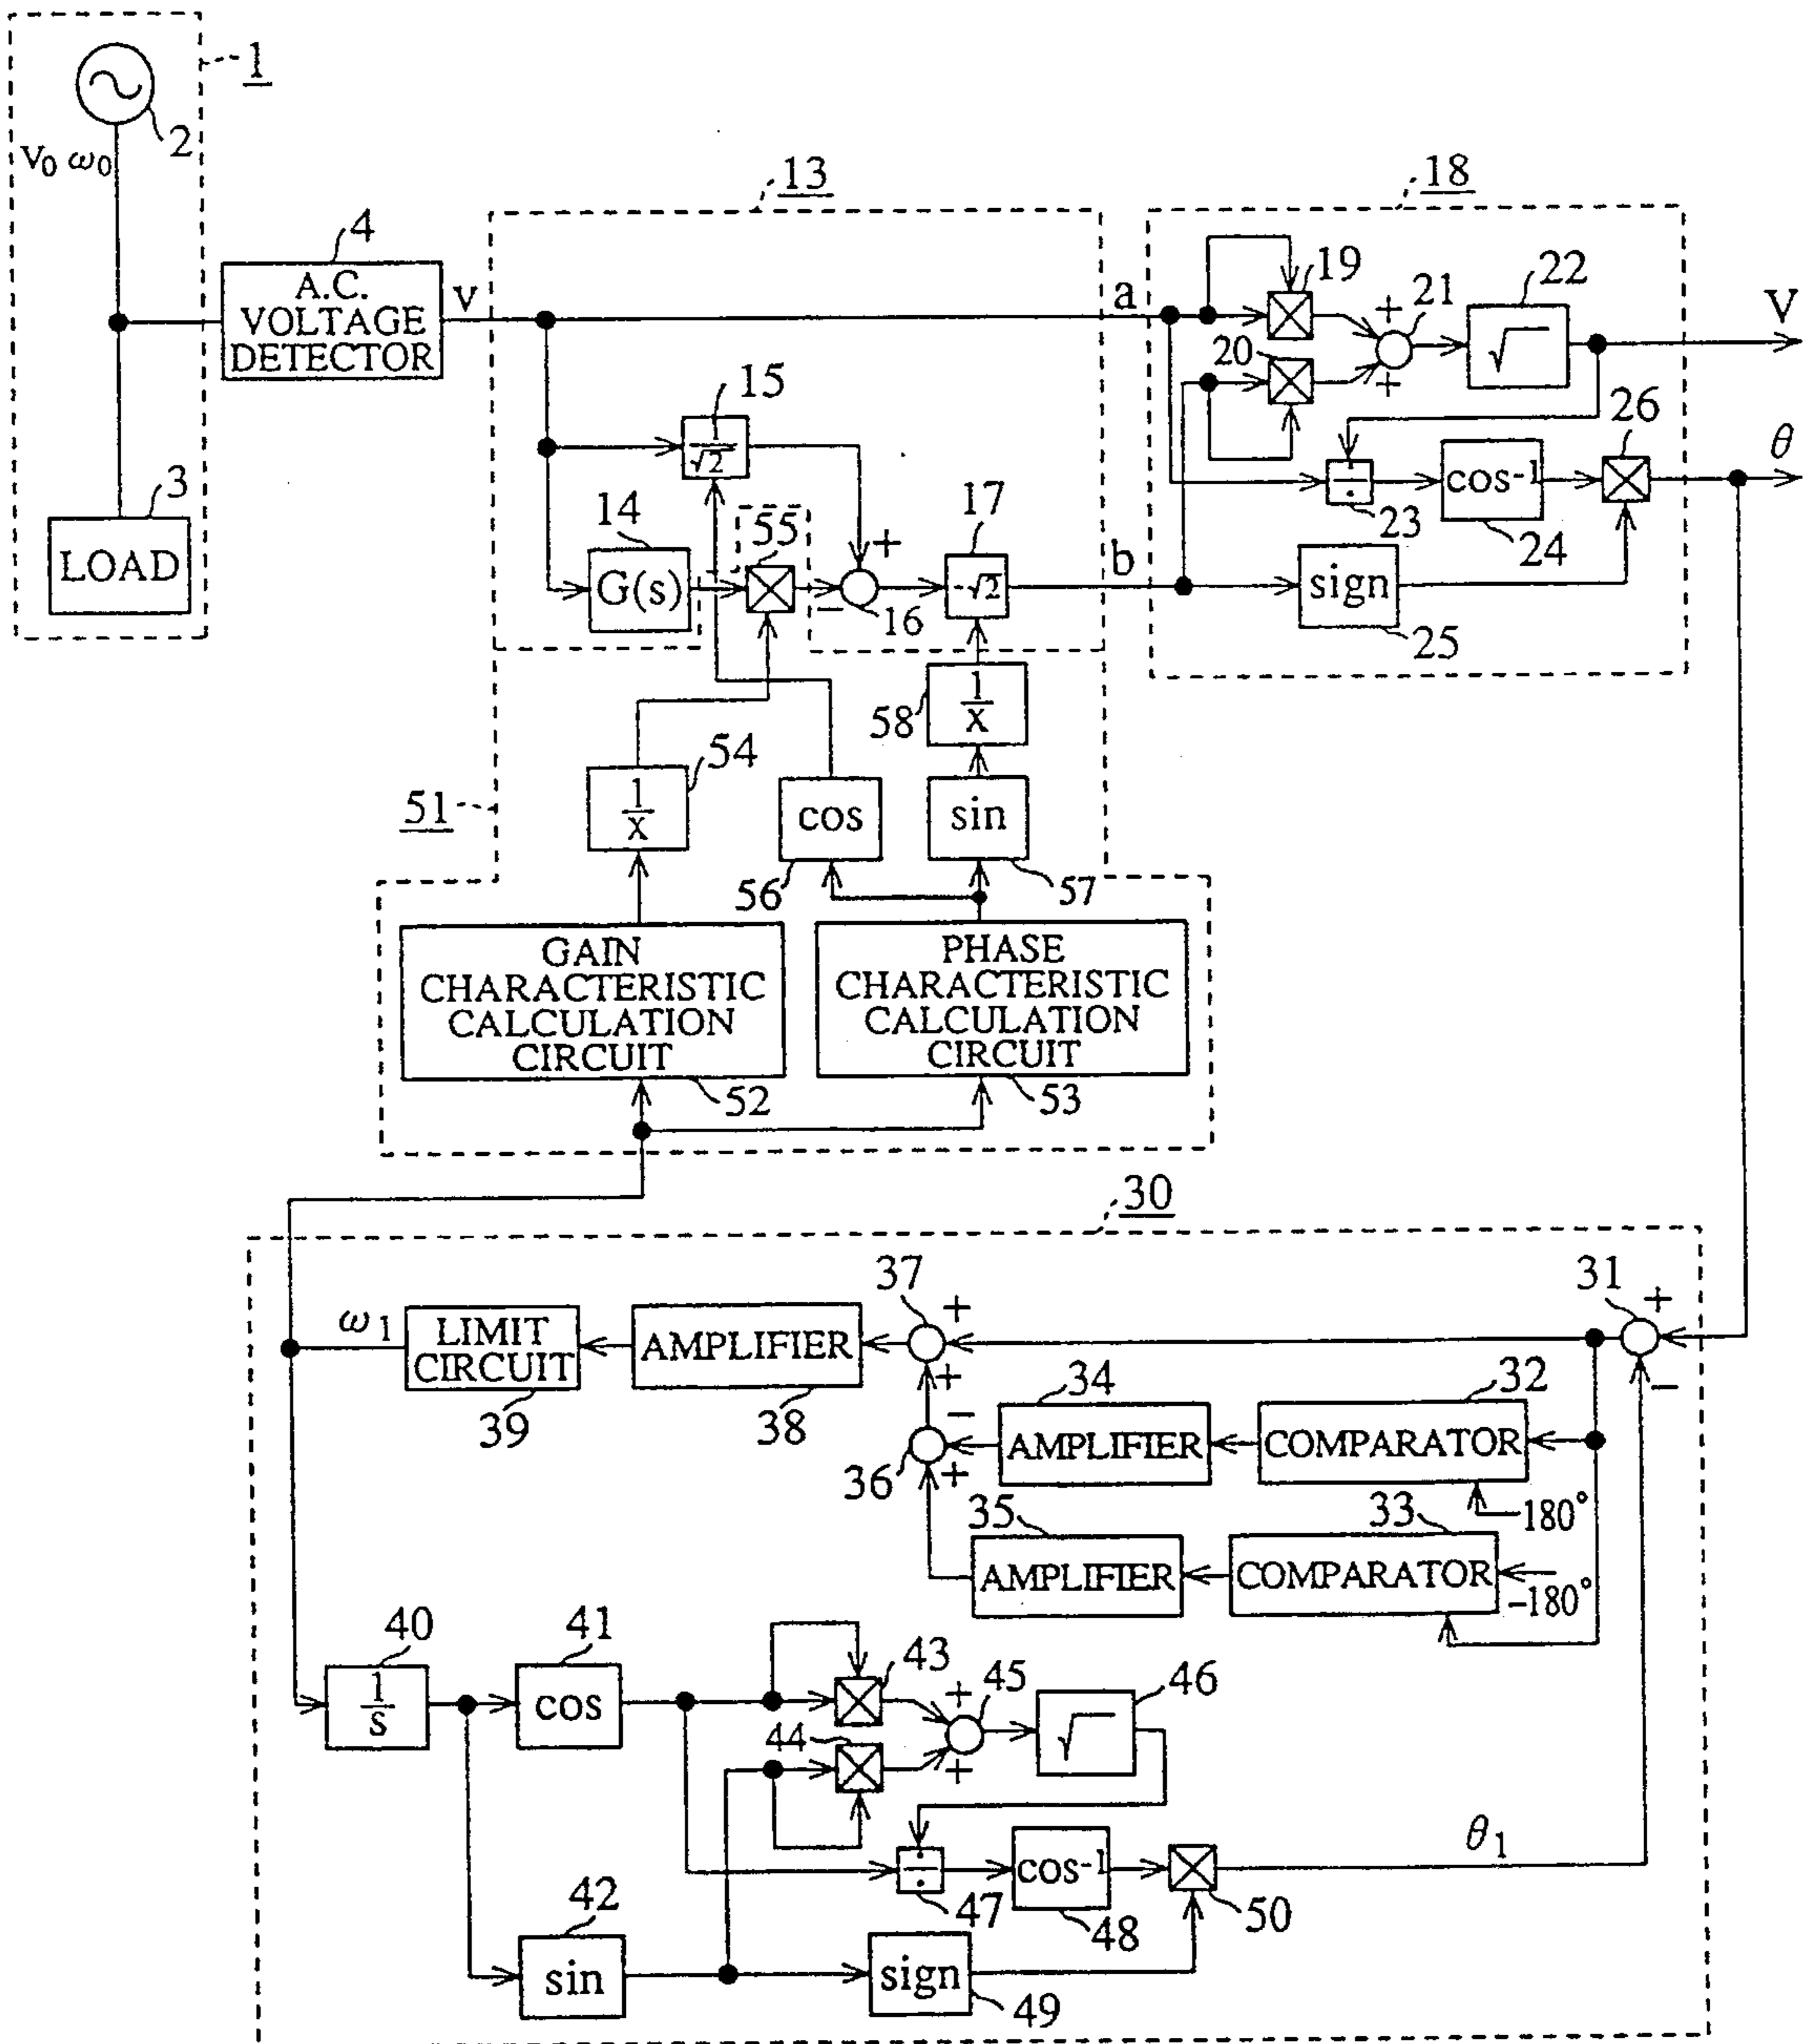 1
2
V0 ω0
13
18
4
A.C.
VOLTAGE
DETECTOR
v
a
19
21
22
√
V
20
15
1/√2
26
θ
3
LOAD
14
55
17
÷
cos-1
G(s)
+
−
16
-√2
b
23
24
sign
25
+
+
58
1/X
54
1/X
51
cos
sin
56
57
GAIN
CHARACTERISTIC
CALCULATION
CIRCUIT
PHASE
CHARACTERISTIC
CALCULATION
CIRCUIT
52
53
30
37
31
+
+
ω1
LIMIT
CIRCUIT
AMPLIFIER
+
−
39
38
34
32
−
36
+
AMPLIFIER
COMPARATOR
−180°
35
33
AMPLIFIER
COMPARATOR
−180°
40
41
43
45
46
1/s
cos
+
√
44
+
÷
cos-1
θ1
47
48
50
42
sin
sign
49